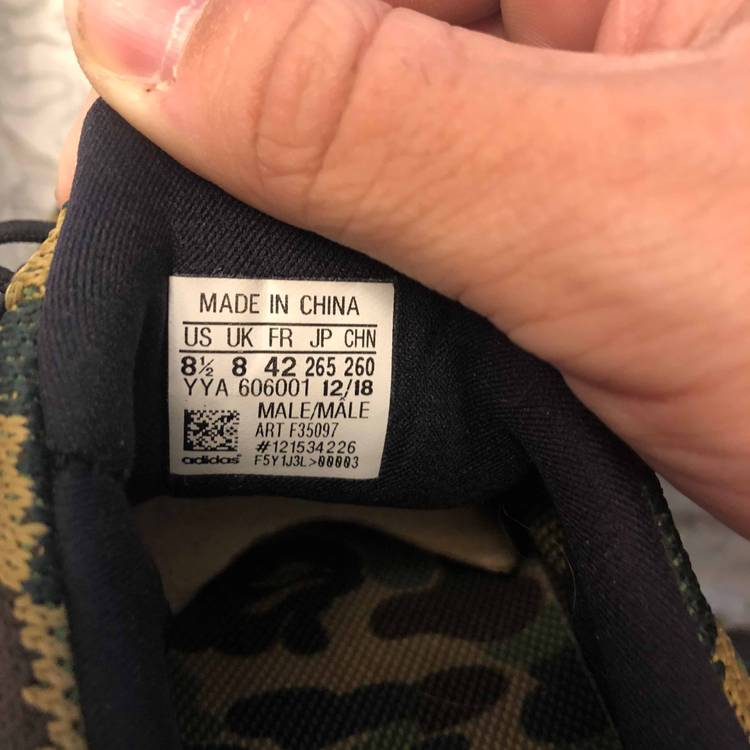 MADE IN CHINA
US UK FR JP CHN
8½ 8 42 265 260
YYA 606001 12/18
MALE/MÂLE
ART F35097
#121534226
adidas F5Y1J3L>00003